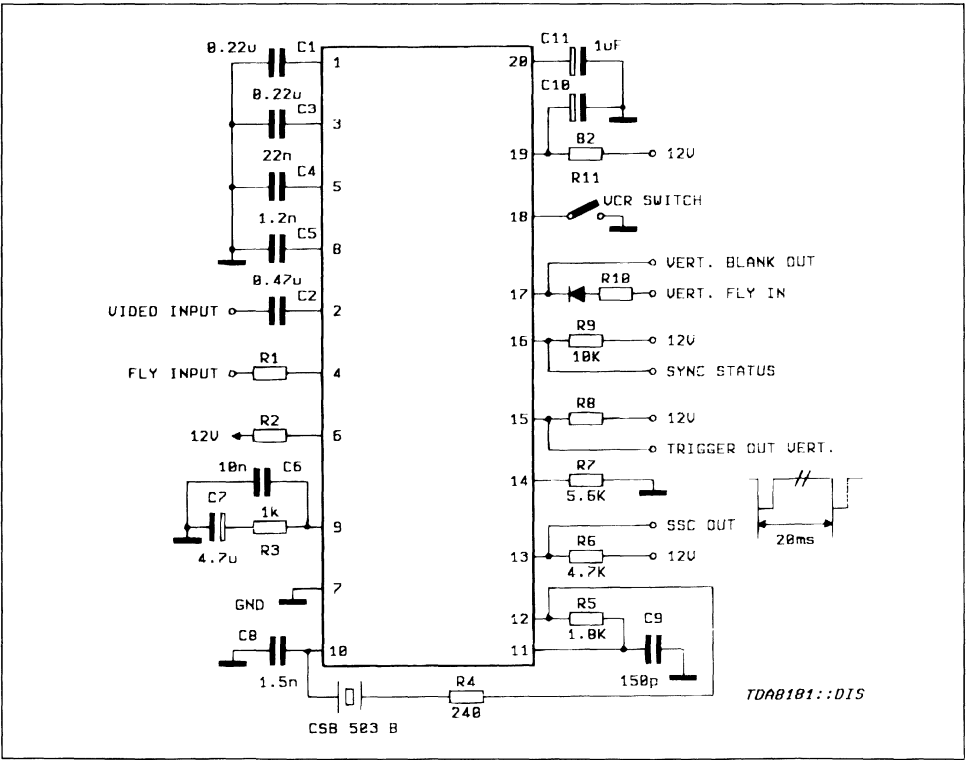 0.22u C1
1
0.22u
C3
3
22n
C4
5
1.2n
C5
8
0.47u
C2
VIDEO INPUT
2
R1
FLY INPUT
4
R2
12V
6
10n C6
C7
1k
9
4.7u R3
7
GND
C8
10
1.5n
CSB 503 B
R4
240
C11 1uF
20
C10
82
19
12V
R11
VCR SWITCH
18
VERT. BLANK OUT
R10
17
VERT. FLY IN
R9
16
12V
10K
SYNC STATUS
R8
15
12V
TRIGGER OUT VERT.
R7
14
5.6K
SSC OUT
20ms
R6
13
12V
4.7K
12
R5
C9
1.8K
11
150p
TDA8181::DIS